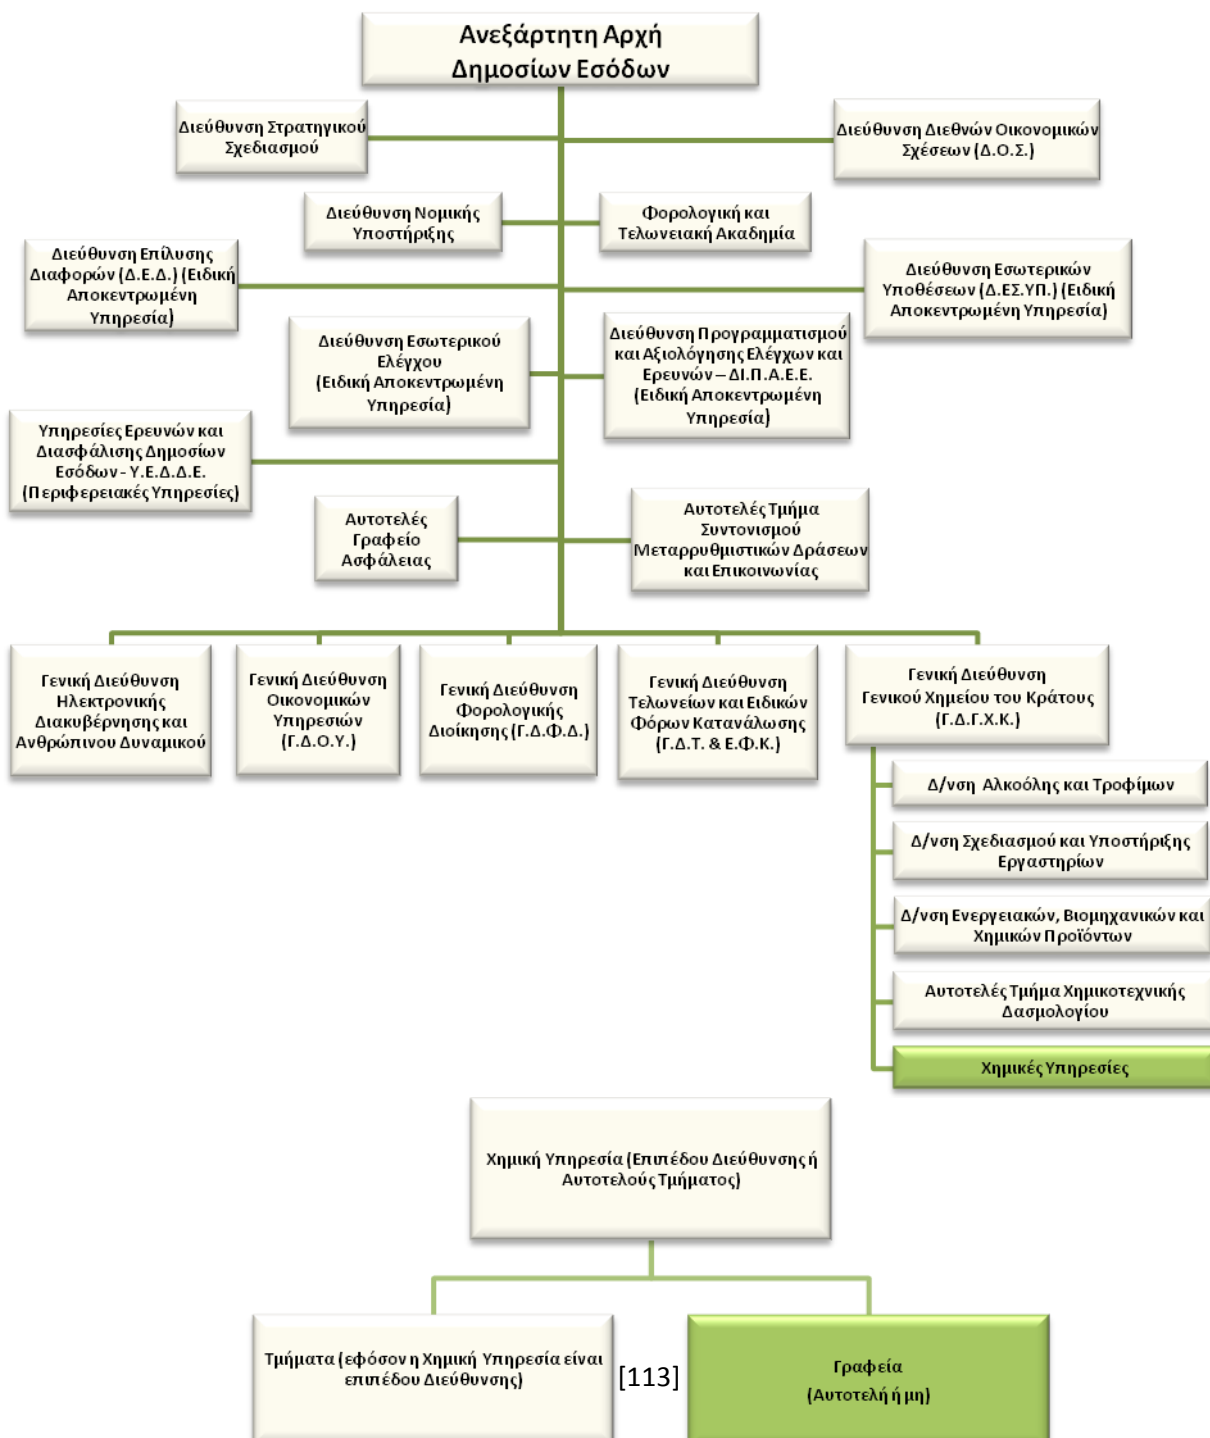 Ανεξάρτητη Αρχή
Δημοσίων Εσόδων
Διεύθυνση Στρατηγικού
Σχεδιασμού
Διεύθυνση Διεθνών Οικονομικών
Σχέσεων (Δ.Ο.Σ.)
Διεύθυνση Νομικής
Υποστήριξης
Φορολογική και
Τελωνειακή Ακαδημία
Διεύθυνση Επίλυσης
Διαφορών (Δ.Ε.Δ.) (Ειδική
Αποκεντρωμένη
Υπηρεσία)
Διεύθυνση Εσωτερικών
Υποθέσεων (Δ.ΕΣ.ΥΠ.) (Ειδική
Αποκεντρωμένη Υπηρεσία)
Διεύθυνση Εσωτερικού
Ελέγχου
(Ειδική Αποκεντρωμένη
Υπηρεσία)
Διεύθυνση Προγραμματισμού
και Αξιολόγησης Ελέγχων και
Ερευνών – ΔΙ.Π.Α.Ε.Ε.
(Ειδική Αποκεντρωμένη
Υπηρεσία)
Υπηρεσίες Ερευνών και
Διασφάλισης Δημοσίων
Εσόδων - Υ.Ε.Δ.Δ.Ε.
(Περιφερειακές Υπηρεσίες)
Αυτοτελές
Γραφείο
Ασφάλειας
Αυτοτελές Τμήμα
Συντονισμού
Μεταρρυθμιστικών Δράσεων
και Επικοινωνίας
Γενική Διεύθυνση
Ηλεκτρονικής
Διακυβέρνησης και
Ανθρώπινου Δυναμικού
Γενική Διεύθυνση
Οικονομικών
Υπηρεσιών
(Γ.Δ.Ο.Υ.)
Γενική Διεύθυνση
Φορολογικής
Διοίκησης (Γ.Δ.Φ.Δ.)
Γενική Διεύθυνση
Τελωνείων και Ειδικών
Φόρων Κατανάλωσης
(Γ.Δ.Τ. & Ε.Φ.Κ.)
Γενική Διεύθυνση
Γενικού Χημείου του Κράτους
(Γ.Δ.Γ.Χ.Κ.)
Δ/νση Αλκοόλης και Τροφίμων
Δ/νση Σχεδιασμού και Υποστήριξης
Εργαστηρίων
Δ/νση Ενεργειακών, Βιομηχανικών και
Χημικών Προϊόντων
Αυτοτελές Τμήμα Χημικοτεχνικής
Δασμολογίου
Χημικές Υπηρεσίες
Χημική Υπηρεσία (Επιπέδου Διεύθυνσης ή
Αυτοτελούς Τμήματος)
Τμήματα (εφόσον η Χημική Υπηρεσία είναι
επιπέδου Διεύθυνσης)
[113]
Γραφεία
(Αυτοτελή ή μη)